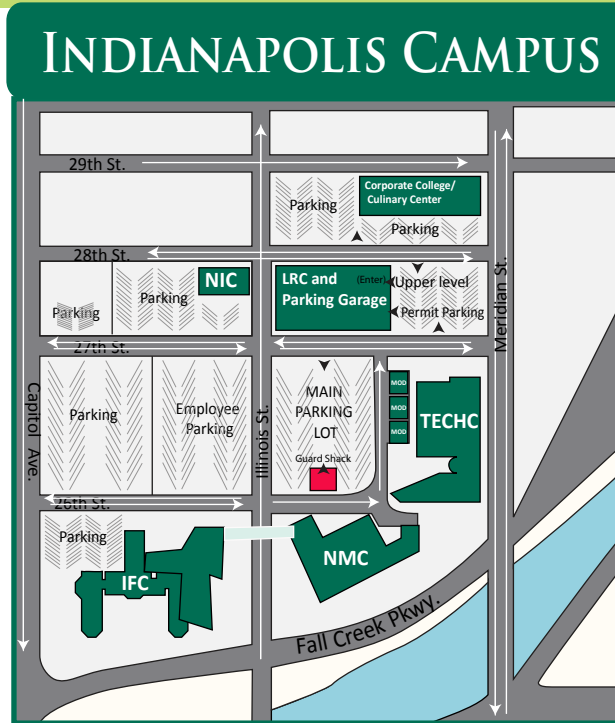 INDIANAPOLIS CAMPUS
29th St.
Corporate College/
Culinary Center
Parking
Parking
28th St.
NIC
LRC and
Parking Garage
(Enter)
Upper level
Permit Parking
Parking
Parking
27th St.
Meridian St.
Capitol Ave.
Illinois St.
Parking
Employee
Parking
MAIN
PARKING
LOT
Guard Shack
MOD
MOD
MOD
TECHC
26th St.
Parking
IFC
NMC
Fall Creek Pkwy.